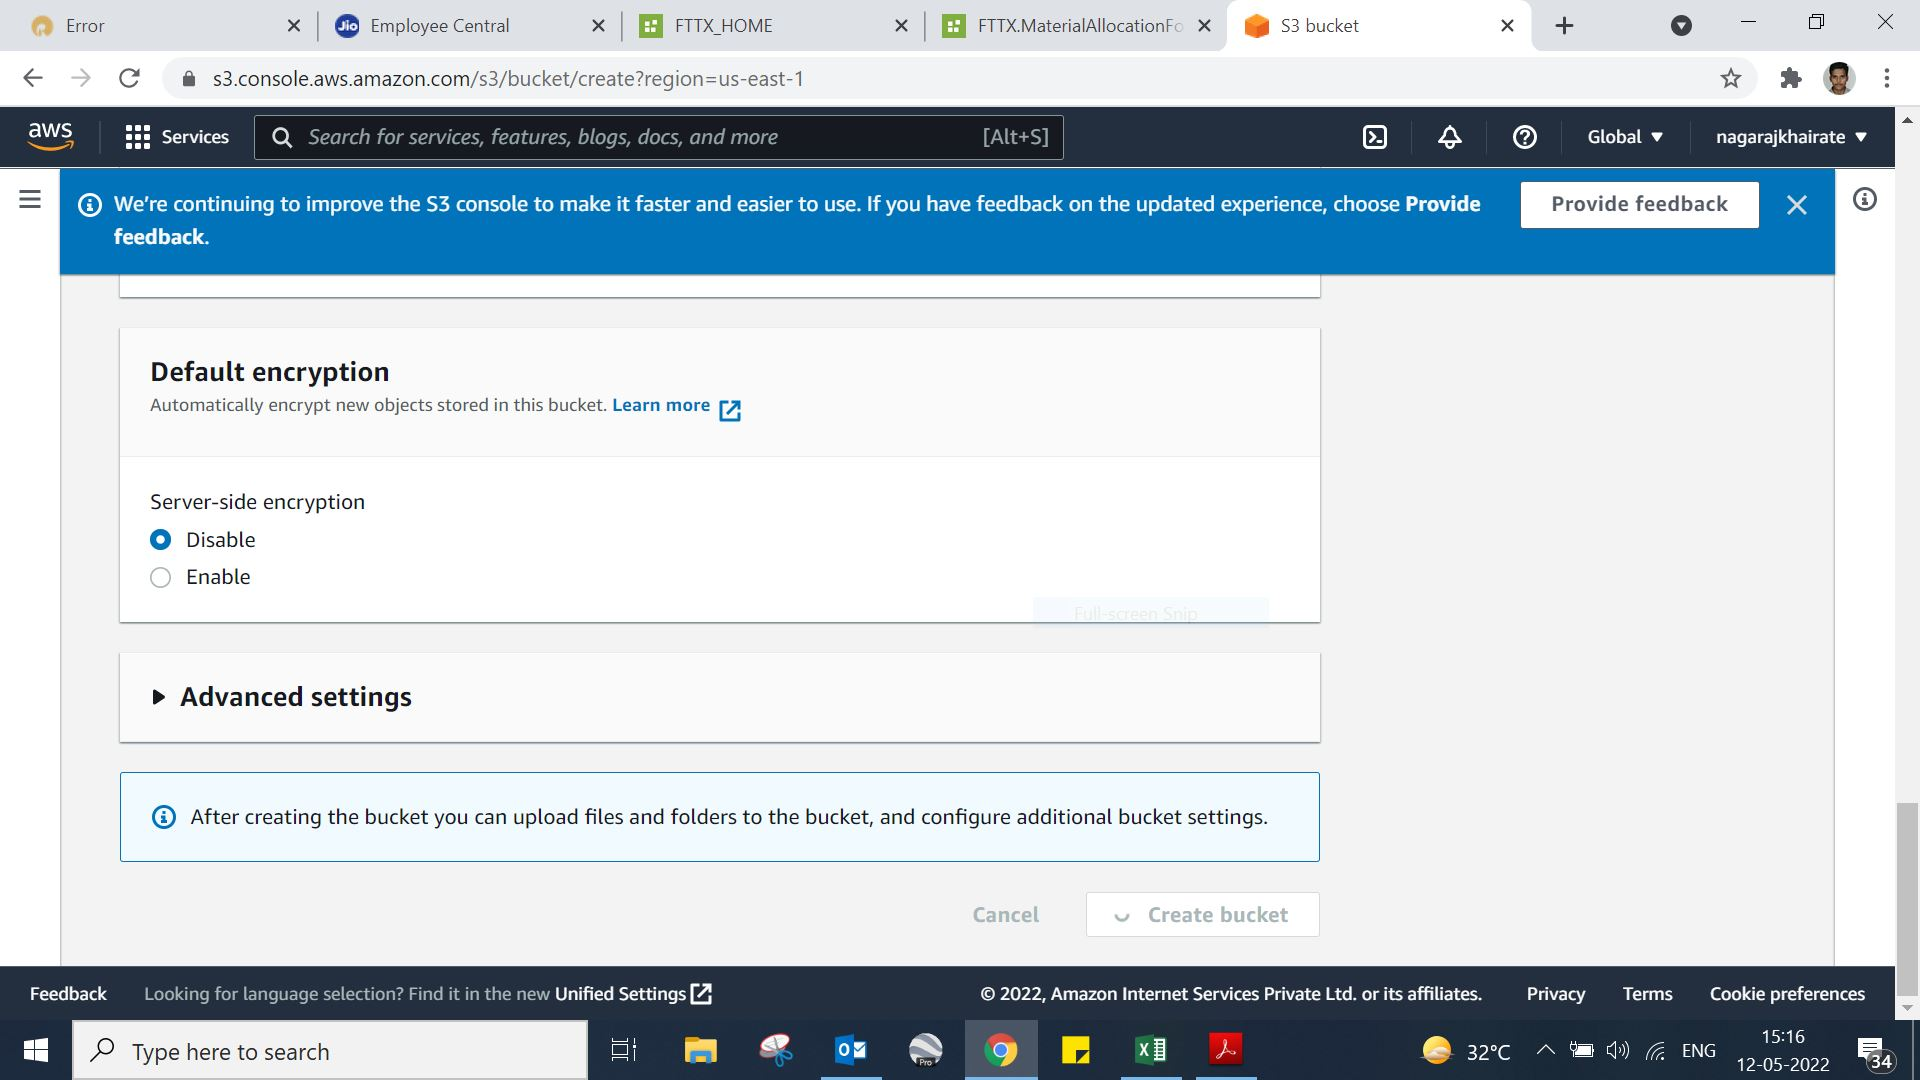 Error
Employee Central
FTTX_HOME
FTTX.MaterialAllocationFo
S3 bucket
s3.console.aws.amazon.com/s3/bucket/create?region=us-east-1
aws
Services
Search for services, features, blogs, docs, and more
[Alt+S]
Global
nagarajkhairate
We're continuing to improve the S3 console to make it faster and easier to use. If you have feedback on the updated experience, choose Provide
feedback.
Provide feedback
Default encryption
Automatically encrypt new objects stored in this bucket. Learn more
Server-side encryption
Disable
Enable
Full-screen Snip
Advanced settings
After creating the bucket you can upload files and folders to the bucket, and configure additional bucket settings.
Cancel
Create bucket
Feedback
Looking for language selection? Find it in the new Unified Settings
© 2022, Amazon Internet Services Private Ltd. or its affiliates.
Privacy
Terms
Cookie preferences
Type here to search
Pro
32°C
ENG
15:16
12-05-2022
34
Jio